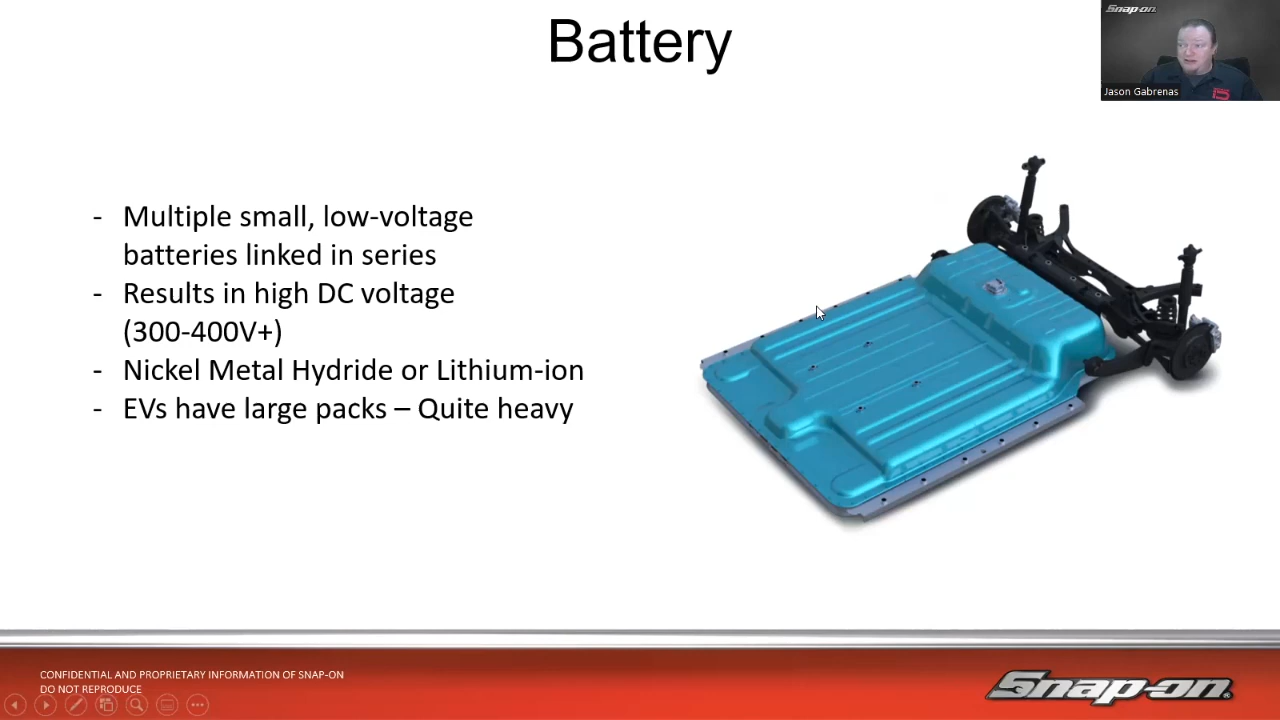 Battery
Snap-on
Jason Gabrenas
- Multiple small, low-voltage
batteries linked in series
- Results in high DC voltage
(300-400V+)
- Nickel Metal Hydride or Lithium-ion
- EVs have large packs – Quite heavy
CONFIDENTIAL AND PROPRIETARY INFORMATION OF SNAP-ON
DO NOT REPRODUCE
Snap-on®